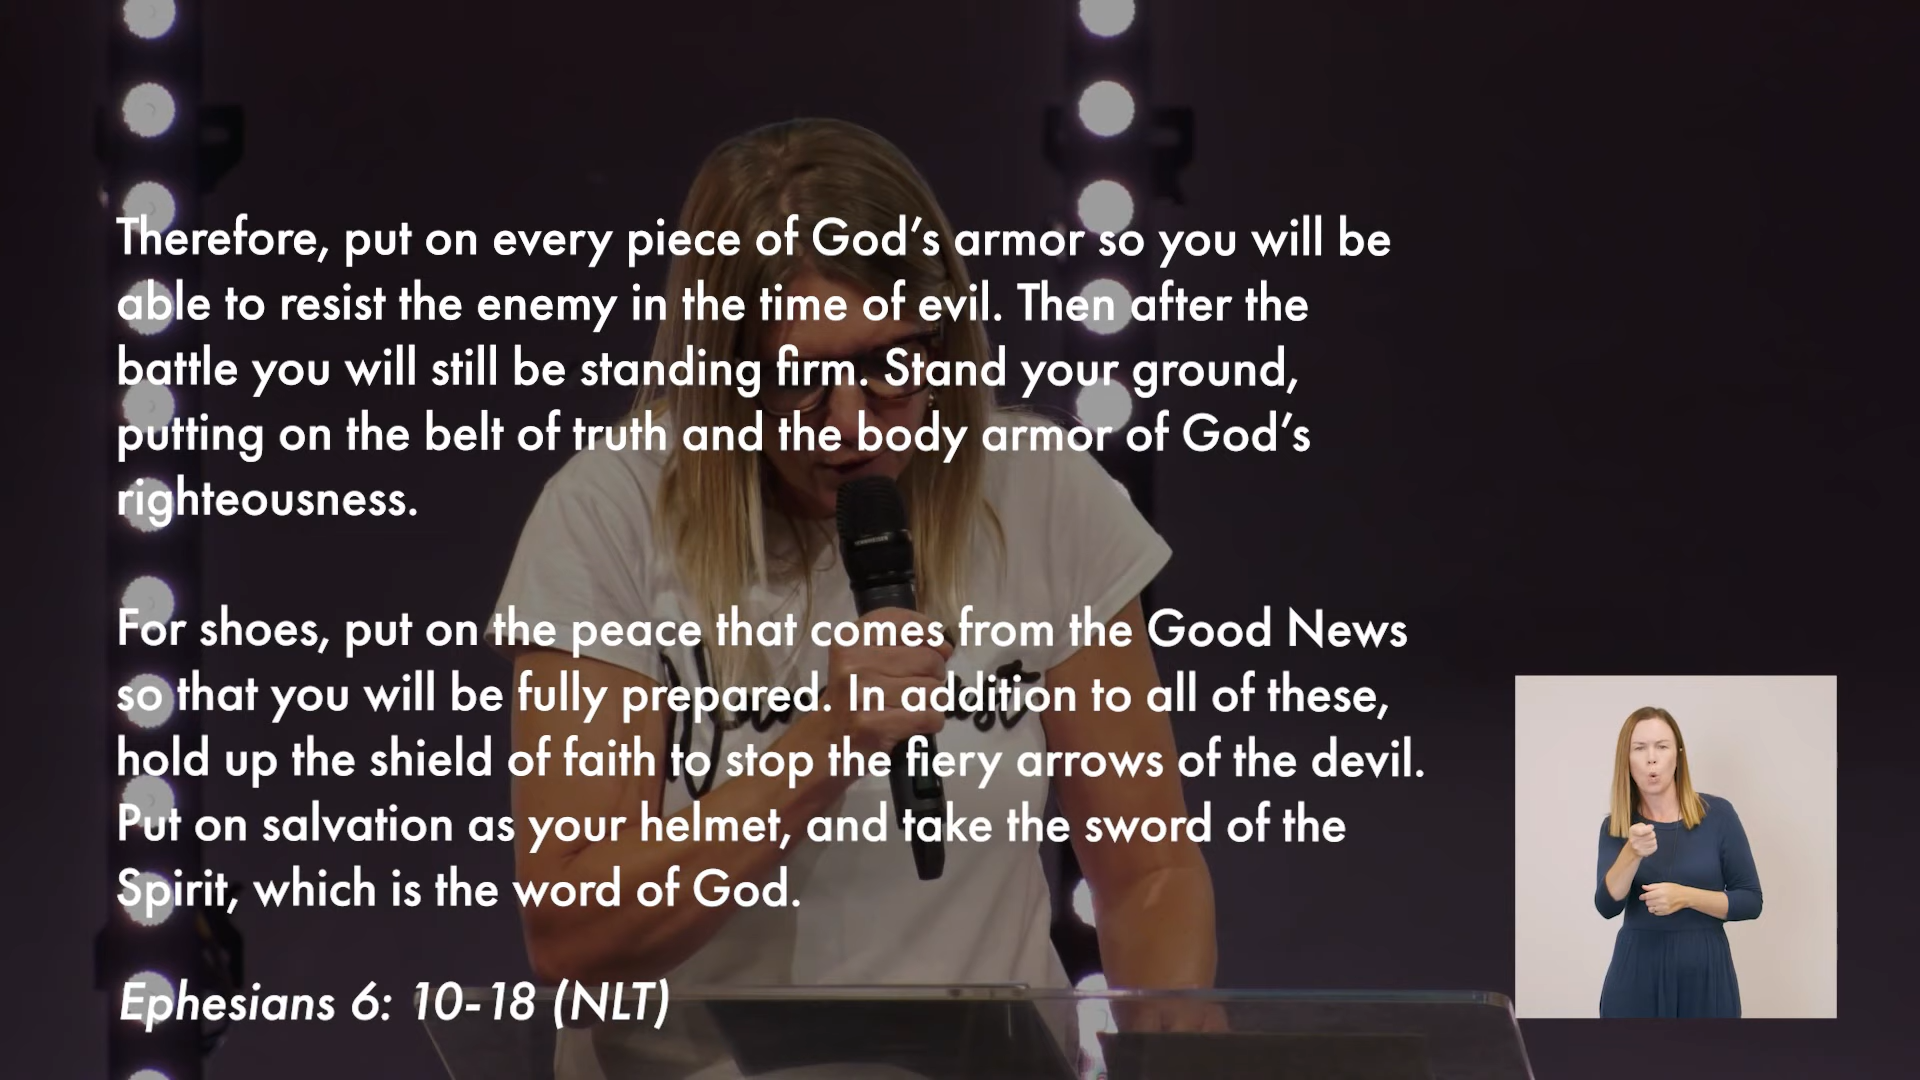 Therefore, put on every piece of God’s armor so you will be
able to resist the enemy in the time of evil. Then after the
battle you will still be standing firm. Stand your ground,
putting on the belt of truth and the body armor of God’s
righteousness.
For shoes, put on the peace that comes from the Good News
so that you will be fully prepared. In addition to all of these,
hold up the shield of faith to stop the fiery arrows of the devil.
Put on salvation as your helmet, and take the sword of the
Spirit, which is the word of God.
Ephesians 6: 10-18 (NLT)